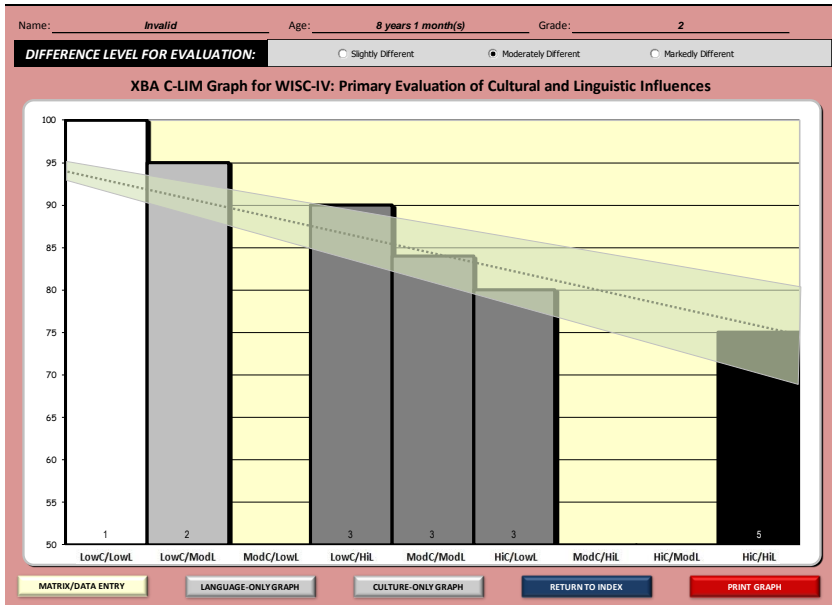 Name: Invalid Age: 8 years 1 month(s) Grade: 2
DIFFERENCE LEVEL FOR EVALUATION: Slightly Different Moderately Different Markedly Different
XBA C-LIM Graph for WISC-IV: Primary Evaluation of Cultural and Linguistic Influences
100
95
90
85
80
75
70
65
60
55
50
1 2 3 3 3 5
LowC/LowL LowC/ModL ModC/LowL LowC/HiL ModC/ModL HiC/LowL ModC/HiL HiC/ModL HiC/HiL
MATRIX/DATA ENTRY LANGUAGE-ONLY GRAPH CULTURE-ONLY GRAPH RETURN TO INDEX PRINT GRAPH